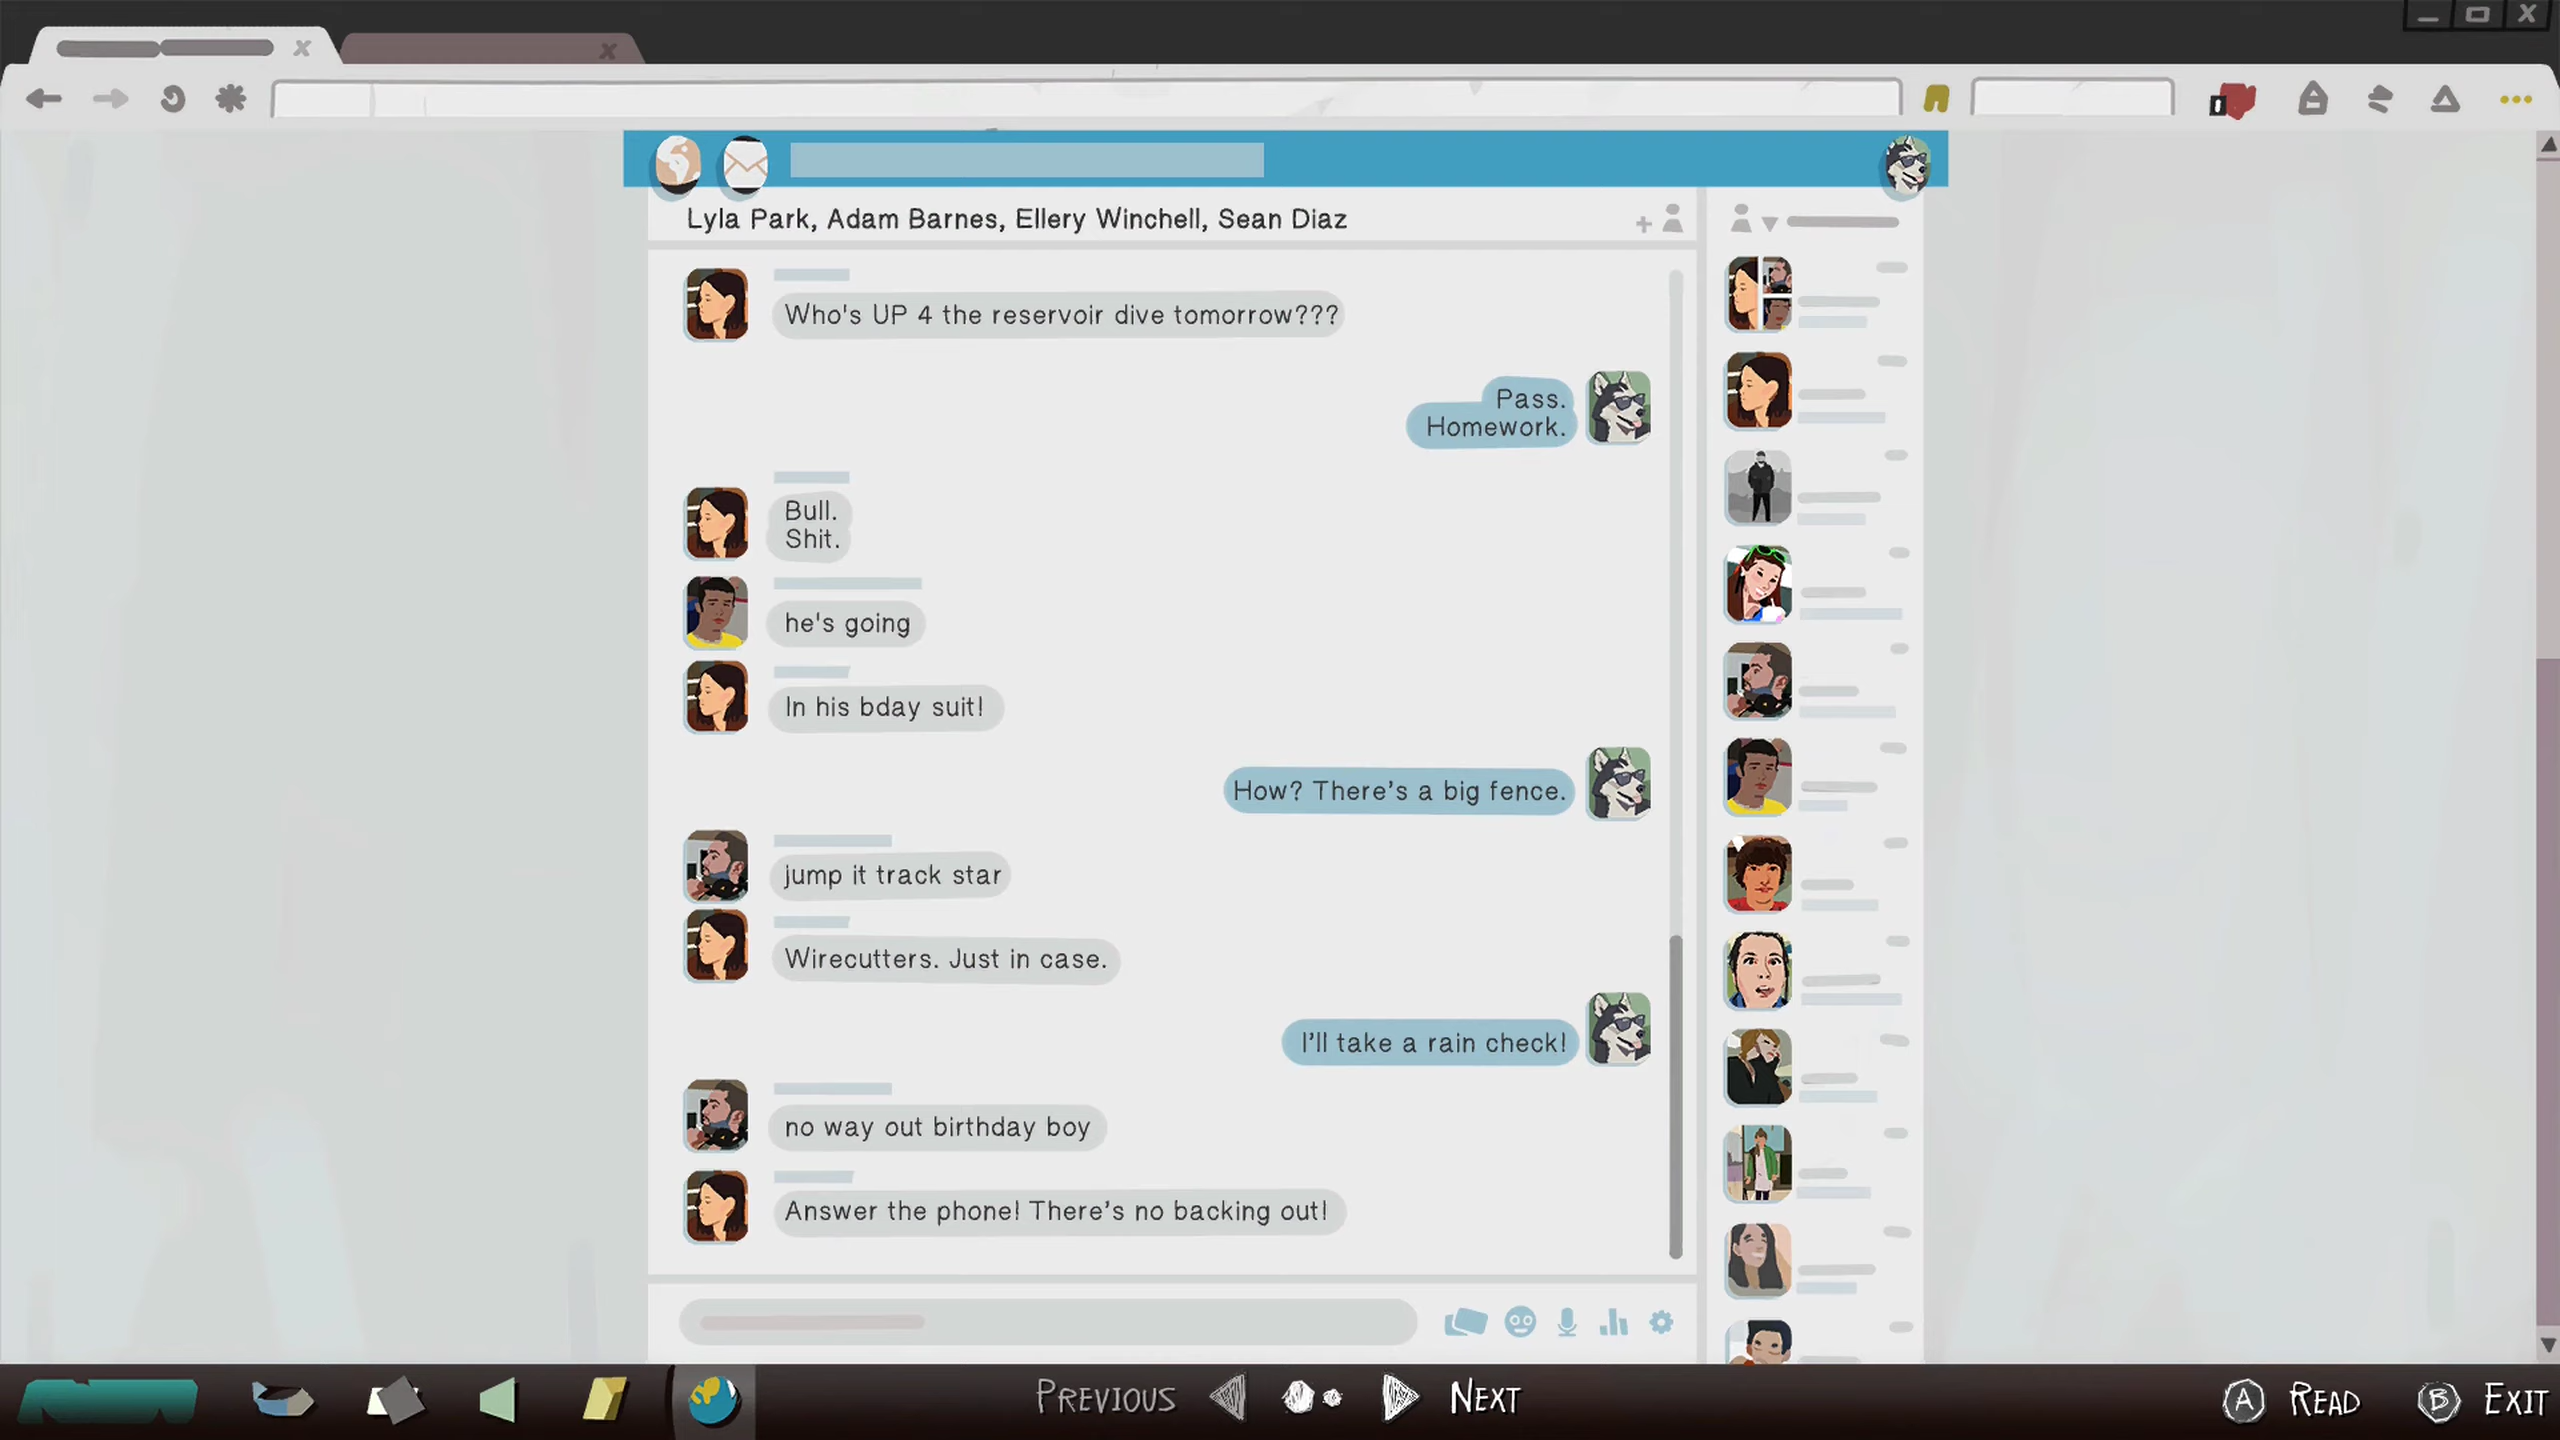 Lyla Park, Adam Barnes, Ellery Winchell, Sean Diaz
Who's UP 4 the reservoir dive tomorrow???
Pass.
Homework.
Bull.
Shit.
he's going
In his bday suit!
How? There's a big fence.
jump it track star
Wirecutters. Just in case.
I'll take a rain check!
no way out birthday boy
Answer the phone! There's no backing out!
PREVIOUS
NEXT
A READ
B EXIT